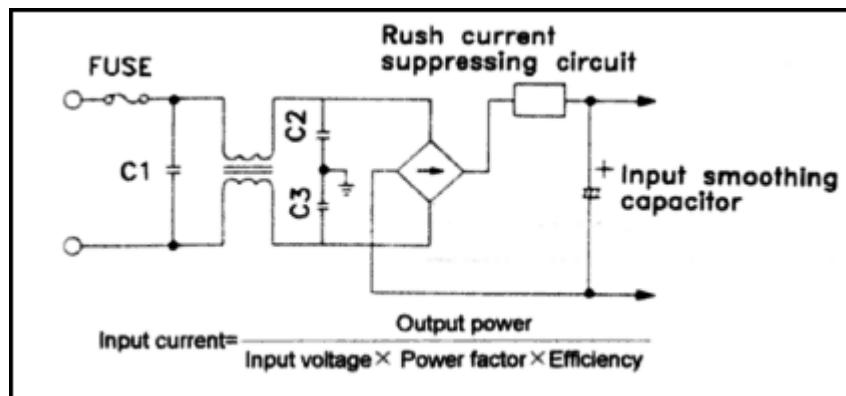 Rush current
suppressing circuit
FUSE
C1
C2
C3
+ Input smoothing
capacitor
Input current= Output power
Input voltage × Power factor × Efficiency